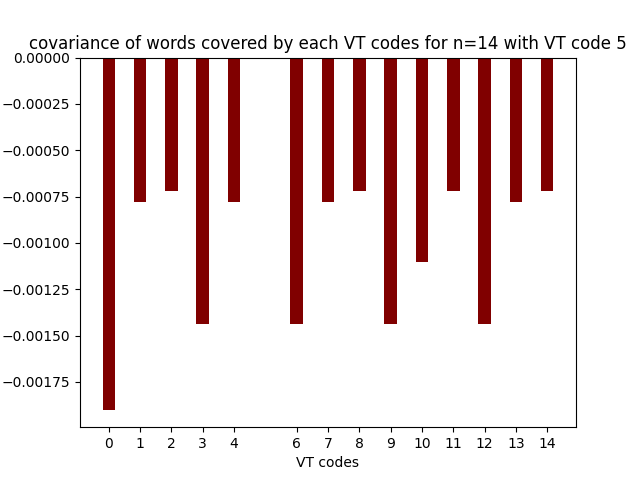 covariance of words covered by each VT codes for n=14 with VT code 5
0.00000
−0.00025
−0.00050
−0.00075
−0.00100
−0.00125
−0.00150
−0.00175
0 1 2 3 4 6 7 8 9 10 11 12 13 14
VT codes